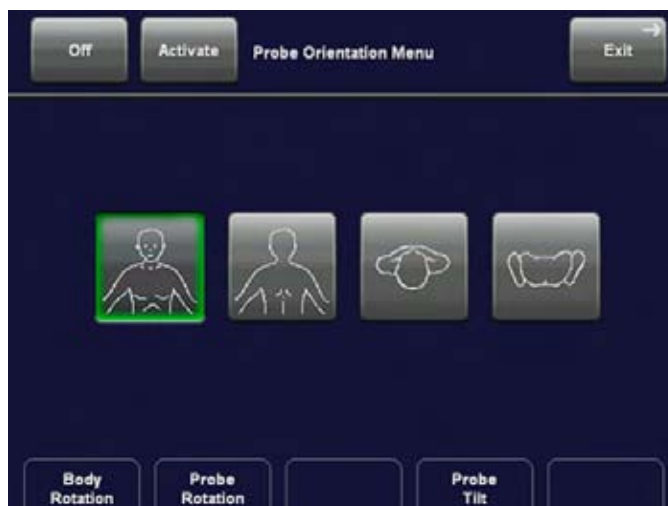 Off
Activate
Probe Orientation Menu
Exit
Body
Rotation
Probe
Rotation
Probe
Tilt